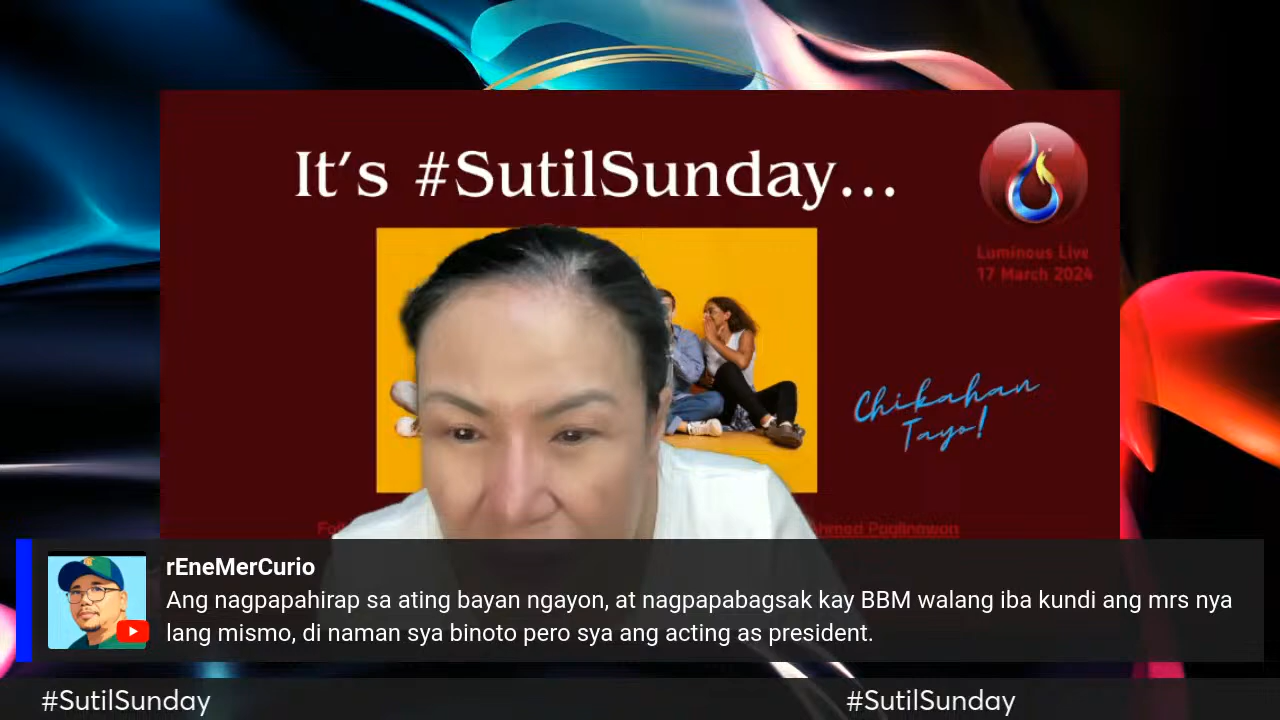 It's #SutilSunday...
Luminous Live
17 March 2024
Chikahan
Tayo!
Ahmed Paglinawan
rEneMerCurio
Ang nagpapahirap sa ating bayan ngayon, at nagpapabagsak kay BBM walang iba kundi ang mrs nya
lang mismo, di naman sya binoto pero sya ang acting as president.
#SutilSunday #SutilSunday